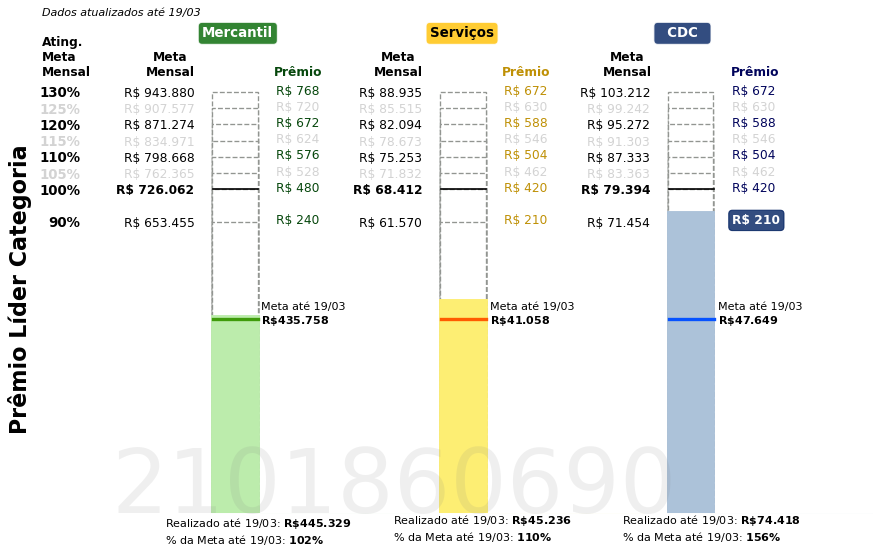 Dados atualizados até 19/03
Mercantil Serviços CDC
Ating.
Meta Meta Meta Meta
Mensal Mensal Prêmio Mensal Prêmio Mensal Prêmio
130% R$ 943.880 R$ 768 R$ 88.935 R$ 672 R$ 103.212 R$ 672
125% R$ 907.577 R$ 720 R$ 85.515 R$ 630 R$ 99.242 R$ 630
120% R$ 871.274 R$ 672 R$ 82.094 R$ 588 R$ 95.272 R$ 588
115% R$ 834.971 R$ 624 R$ 78.673 R$ 546 R$ 91.303 R$ 546
110% R$ 798.668 R$ 576 R$ 75.253 R$ 504 R$ 87.333 R$ 504
105% R$ 762.365 R$ 528 R$ 71.832 R$ 462 R$ 83.363 R$ 462
100% R$ 726.062 R$ 480 R$ 68.412 R$ 420 R$ 79.394 R$ 420
90% R$ 653.455 R$ 240 R$ 61.570 R$ 210 R$ 71.454 R$ 210
Meta até 19/03 Meta até 19/03 Meta até 19/03
R$435.758 R$41.058 R$47.649
Prêmio Líder Categoria
2101860690
Realizado até 19/03: R$445.329 Realizado até 19/03: R$45.236 Realizado até 19/03: R$74.418
% da Meta até 19/03: 102% % da Meta até 19/03: 110% % da Meta até 19/03: 156%